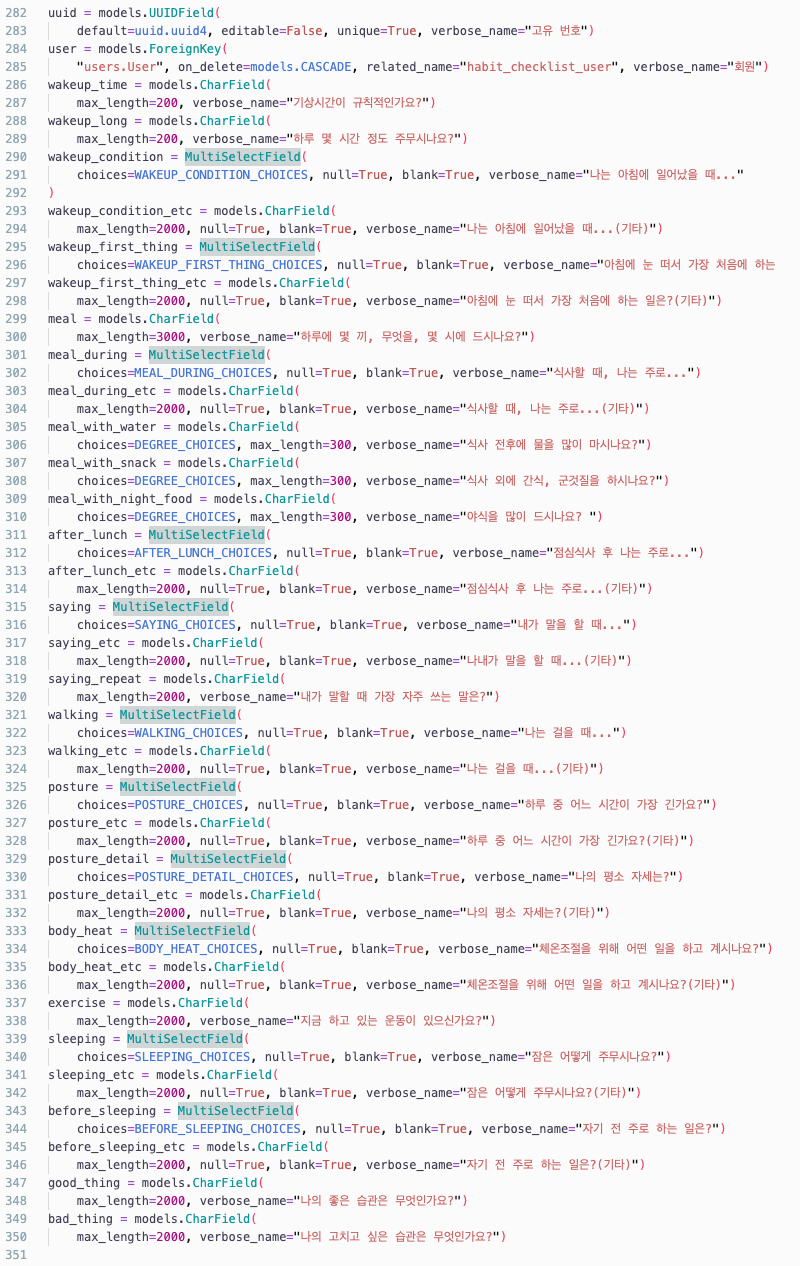 282 uuid = models.UUIDField(
283 default=uuid.uuid4, editable=False, unique=True, verbose_name="고유 번호")
284 user = models.ForeignKey(
285 "users.User", on_delete=models.CASCADE, related_name="habit_checklist_user", verbose_name="회원")
286 wakeup_time = models.CharField(
287 max_length=200, verbose_name="기상시간이 규칙적인가요?")
288 wakeup_long = models.CharField(
289 max_length=200, verbose_name="하루 몇 시간 정도 주무시나요?")
290 wakeup_condition = MultiSelectField(
291 choices=WAKEUP_CONDITION_CHOICES, null=True, blank=True, verbose_name="나는 아침에 일어났을 때..."
292 )
293 wakeup_condition_etc = models.CharField(
294 max_length=2000, null=True, blank=True, verbose_name="나는 아침에 일어났을 때...(기타)")
295 wakeup_first_thing = MultiSelectField(
296 choices=WAKEUP_FIRST_THING_CHOICES, null=True, blank=True, verbose_name="아침에 눈 떠서 가장 처음에 하는
297 wakeup_first_thing_etc = models.CharField(
298 max_length=2000, null=True, blank=True, verbose_name="아침에 눈 떠서 가장 처음에 하는 일은?(기타)")
299 meal = models.CharField(
300 max_length=3000, verbose_name="하루에 몇 끼, 무엇을, 몇 시에 드시나요?")
301 meal_during = MultiSelectField(
302 choices=MEAL_DURING_CHOICES, null=True, blank=True, verbose_name="식사할 때, 나는 주로...")
303 meal_during_etc = models.CharField(
304 max_length=2000, null=True, blank=True, verbose_name="식사할 때, 나는 주로...(기타)")
305 meal_with_water = models.CharField(
306 choices=DEGREE_CHOICES, max_length=300, verbose_name="식사 전후에 물을 많이 마시나요?")
307 meal_with_snack = models.CharField(
308 choices=DEGREE_CHOICES, max_length=300, verbose_name="식사 외에 간식, 군것질을 하시나요?")
309 meal_with_night_food = models.CharField(
310 choices=DEGREE_CHOICES, max_length=300, verbose_name="야식을 많이 드시나요? ")
311 after_lunch = MultiSelectField(
312 choices=AFTER_LUNCH_CHOICES, null=True, blank=True, verbose_name="점심식사 후 나는 주로...")
313 after_lunch_etc = models.CharField(
314 max_length=2000, null=True, blank=True, verbose_name="점심식사 후 나는 주로...(기타)")
315 saying = MultiSelectField(
316 choices=SAYING_CHOICES, null=True, blank=True, verbose_name="내가 말을 할 때...")
317 saying_etc = models.CharField(
318 max_length=2000, null=True, blank=True, verbose_name="나내가 말을 할 때...(기타)")
319 saying_repeat = models.CharField(
320 max_length=2000, verbose_name="내가 말할 때 가장 자주 쓰는 말은?")
321 walking = MultiSelectField(
322 choices=WALKING_CHOICES, null=True, blank=True, verbose_name="나는 걸을 때...")
323 walking_etc = models.CharField(
324 max_length=2000, null=True, blank=True, verbose_name="나는 걸을 때...(기타)")
325 posture = MultiSelectField(
326 choices=POSTURE_CHOICES, null=True, blank=True, verbose_name="하루 중 어느 시간이 가장 긴가요?")
327 posture_etc = models.CharField(
328 max_length=2000, null=True, blank=True, verbose_name="하루 중 어느 시간이 가장 긴가요?(기타)")
329 posture_detail = MultiSelectField(
330 choices=POSTURE_DETAIL_CHOICES, null=True, blank=True, verbose_name="나의 평소 자세는?")
331 posture_detail_etc = models.CharField(
332 max_length=2000, null=True, blank=True, verbose_name="나의 평소 자세는?(기타)")
333 body_heat = MultiSelectField(
334 choices=BODY_HEAT_CHOICES, null=True, blank=True, verbose_name="체온조절을 위해 어떤 일을 하고 계시나요?")
335 body_heat_etc = models.CharField(
336 max_length=2000, null=True, blank=True, verbose_name="체온조절을 위해 어떤 일을 하고 계시나요?(기타)")
337 exercise = models.CharField(
338 max_length=2000, verbose_name="지금 하고 있는 운동이 있으신가요?")
339 sleeping = MultiSelectField(
340 choices=SLEEPING_CHOICES, null=True, blank=True, verbose_name="잠은 어떻게 주무시나요?")
341 sleeping_etc = models.CharField(
342 max_length=2000, null=True, blank=True, verbose_name="잠은 어떻게 주무시나요?(기타)")
343 before_sleeping = MultiSelectField(
344 choices=BEFORE_SLEEPING_CHOICES, null=True, blank=True, verbose_name="자기 전 주로 하는 일은?")
345 before_sleeping_etc = models.CharField(
346 max_length=2000, null=True, blank=True, verbose_name="자기 전 주로 하는 일은?(기타)")
347 good_thing = models.CharField(
348 max_length=2000, verbose_name="나의 좋은 습관은 무엇인가요?")
349 bad_thing = models.CharField(
350 max_length=2000, verbose_name="나의 고치고 싶은 습관은 무엇인가요?")
351